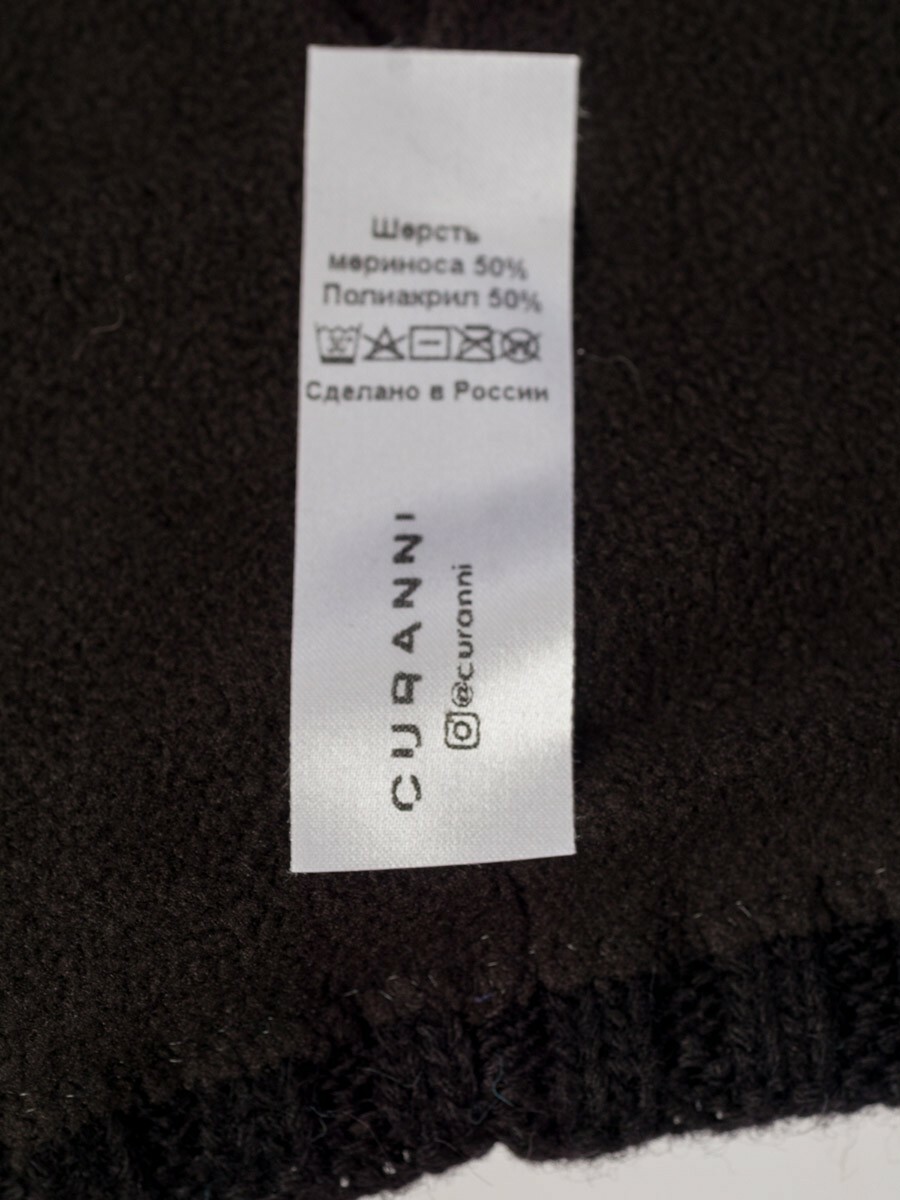 Шерсть
мериноса 50%
Полиакрил 50%
Сделано в России
CURANNI
@curanni